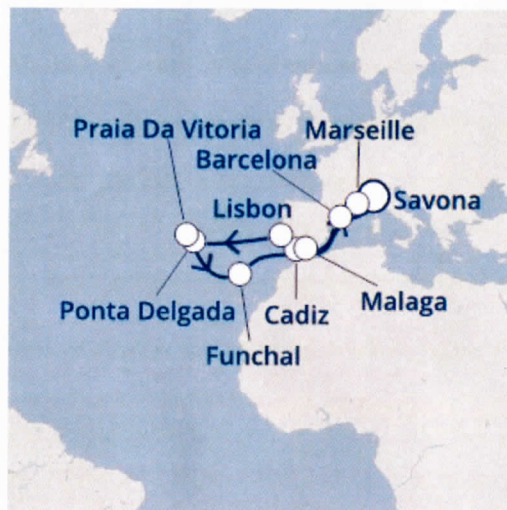 Praia Da Vitoria
Marseille
Barcelona
Savona
Lisbon
Ponta Delgada
Cadiz
Malaga
Funchal